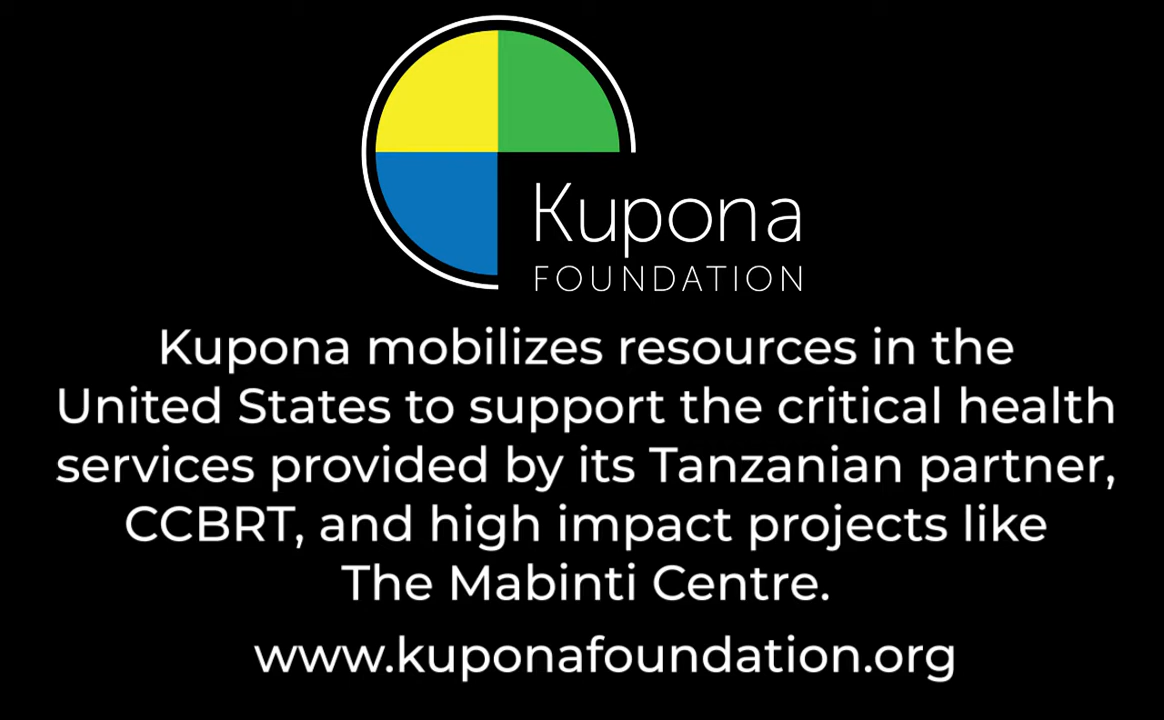 Kupona
FOUNDATION
Kupona mobilizes resources in the
United States to support the critical health
services provided by its Tanzanian partner,
CCBRT, and high impact projects like
The Mabinti Centre.
www.kuponafoundation.org